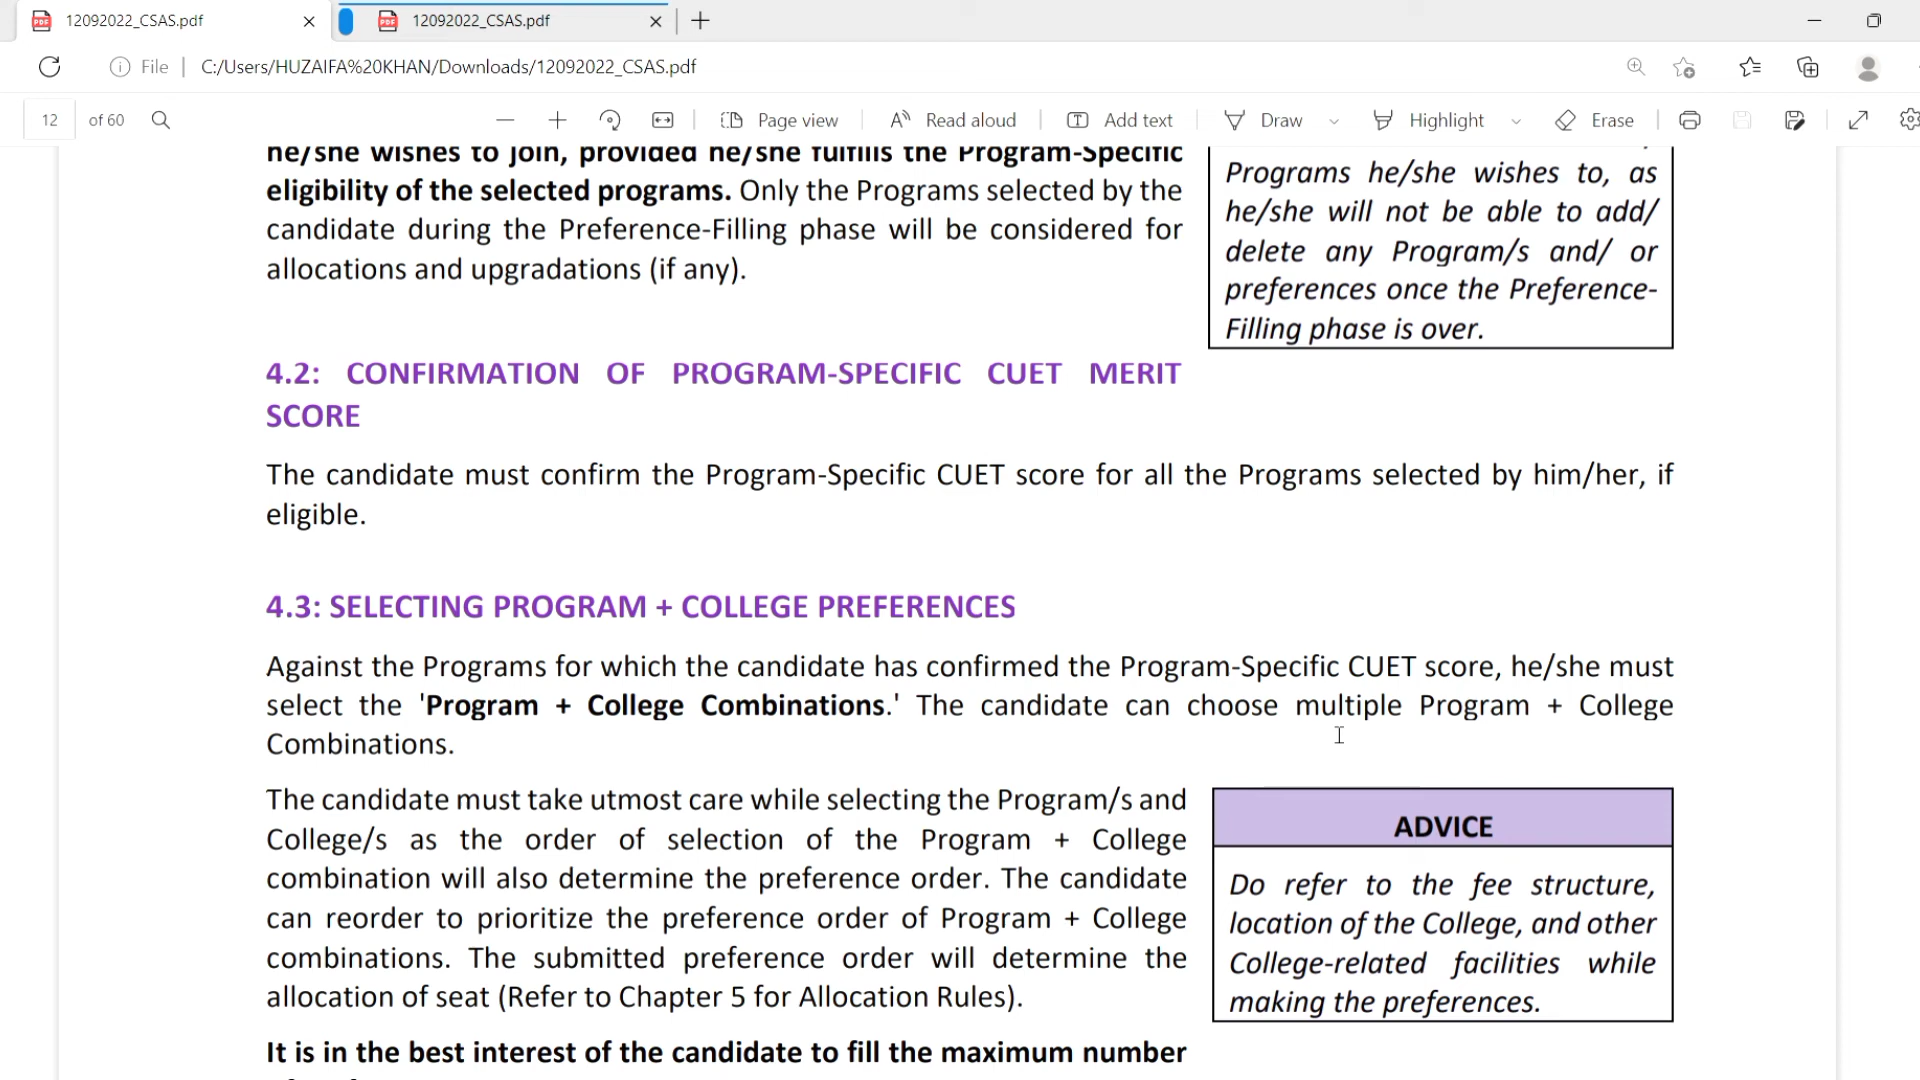 12092022_CSAS.pdf
12092022_CSAS.pdf
File
C:/Users/HUZAIFA%20KHAN/Downloads/12092022_CSAS.pdf
12 of 60
Page view
Read aloud
Add text
Draw
Highlight
Erase
he/she wishes to join, provided he/she fulfills the Program-Specific
eligibility of the selected programs. Only the Programs selected by the
candidate during the Preference-Filling phase will be considered for
allocations and upgradations (if any).
Programs he/she wishes to, as
he/she will not be able to add/
delete any Program/s and/ or
preferences once the Preference-
Filling phase is over.
4.2: CONFIRMATION OF PROGRAM-SPECIFIC CUET MERIT
SCORE
The candidate must confirm the Program-Specific CUET score for all the Programs selected by him/her, if
eligible.
4.3: SELECTING PROGRAM + COLLEGE PREFERENCES
Against the Programs for which the candidate has confirmed the Program-Specific CUET score, he/she must
select the 'Program + College Combinations.' The candidate can choose multiple Program + College
Combinations.
The candidate must take utmost care while selecting the Program/s and
College/s as the order of selection of the Program + College
combination will also determine the preference order. The candidate
can reorder to prioritize the preference order of Program + College
combinations. The submitted preference order will determine the
allocation of seat (Refer to Chapter 5 for Allocation Rules).
ADVICE
Do refer to the fee structure,
location of the College, and other
College-related facilities while
making the preferences.
It is in the best interest of the candidate to fill the maximum number